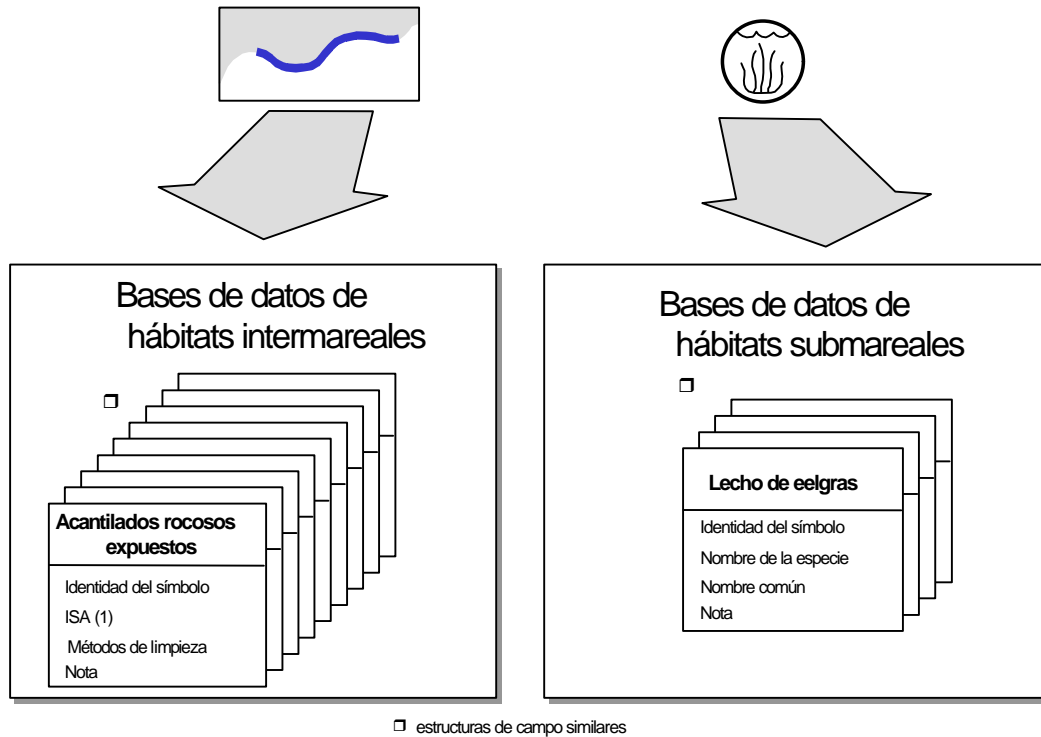 Bases de datos de
hábitats intermareales
❒
Acantilados rocosos
expuestos
Identidad del símbolo
ISA (1)
Métodos de limpieza
Nota
Bases de datos de
hábitats submareales
❒
Lecho de eelgras
Identidad del símbolo
Nombre de la especie
Nombre común
Nota
❒ estructuras de campo similares